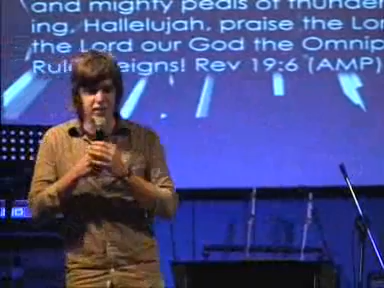 and mighty peals of thunder
ing, Hallelujah, praise the Lo
the Lord our God the Omnip
Rule reigns! Rev 19:6 (AMP)